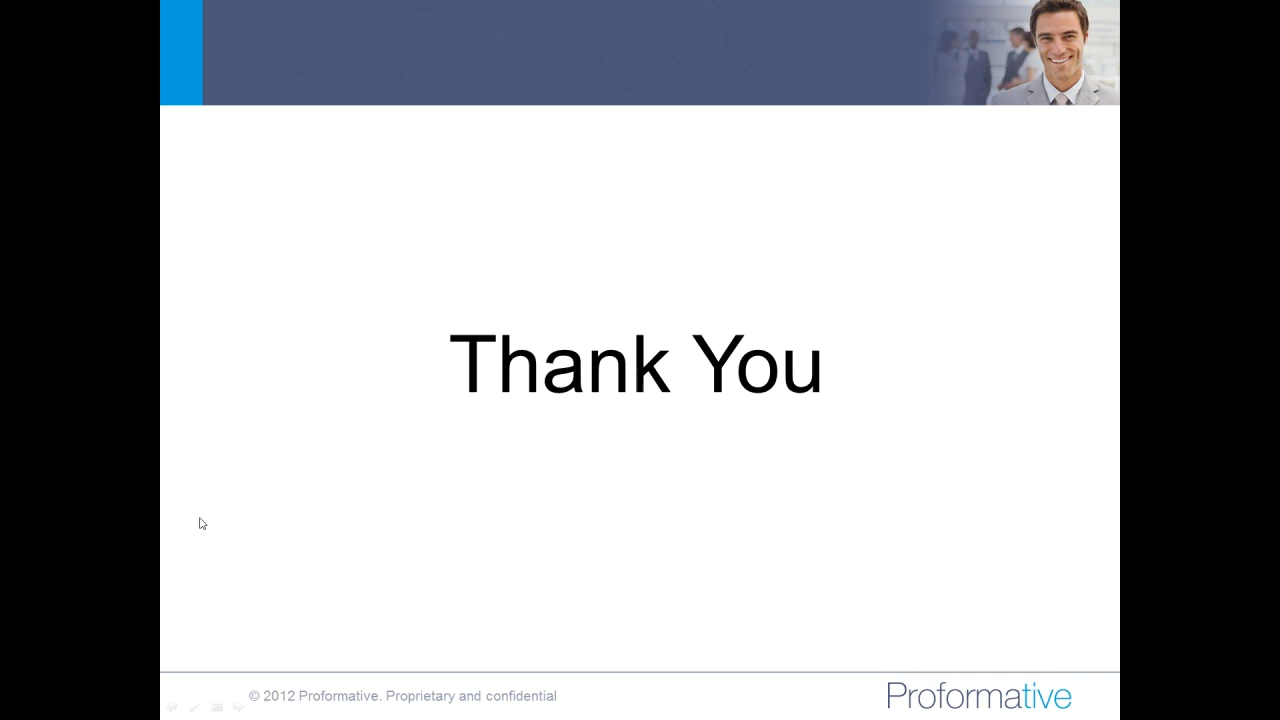 Thank You
© 2012 Proformative. Proprietary and confidential
Proformative